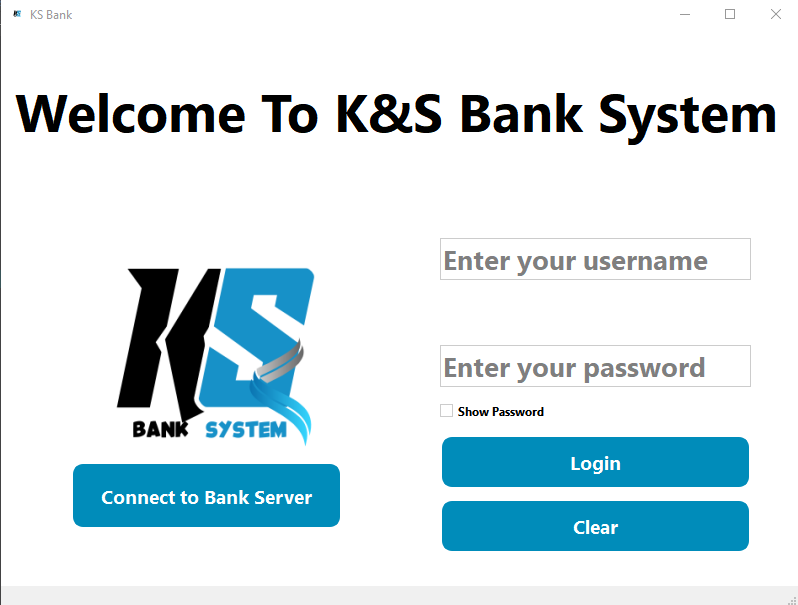 KS Bank
Welcome To K&S Bank System
Enter your username
KS
BANK SYSTEM
Enter your password
Show Password
Login
Connect to Bank Server
Clear